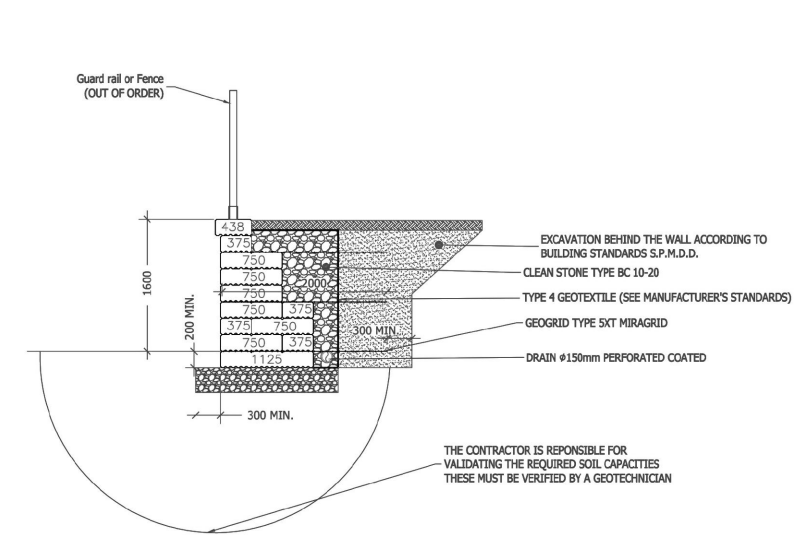 Guard rail or Fence
(OUT OF ORDER)
438
375
750
750
750
2000
750 375
375 750
750 375
1125
1600
200 MIN.
300 MIN.
300 MIN.
EXCAVATION BEHIND THE WALL ACCORDING TO
BUILDING STANDARDS S.P.M.D.D.
CLEAN STONE TYPE BC 10-20
TYPE 4 GEOTEXTILE (SEE MANUFACTURER'S STANDARDS)
GEOGRID TYPE 5XT MIRAGRID
DRAIN ϕ150mm PERFORATED COATED
THE CONTRACTOR IS REPONSIBLE FOR
VALIDATING THE REQUIRED SOIL CAPACITIES
THESE MUST BE VERIFIED BY A GEOTECHNICIAN